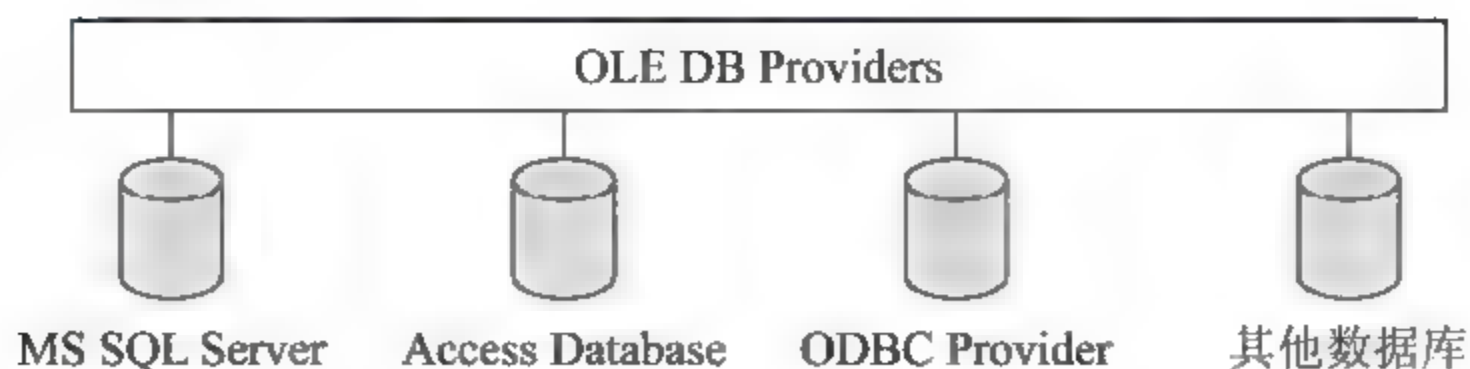 OLE DB Providers
MS SQL Server
Access Database
ODBC Provider
其他数据库